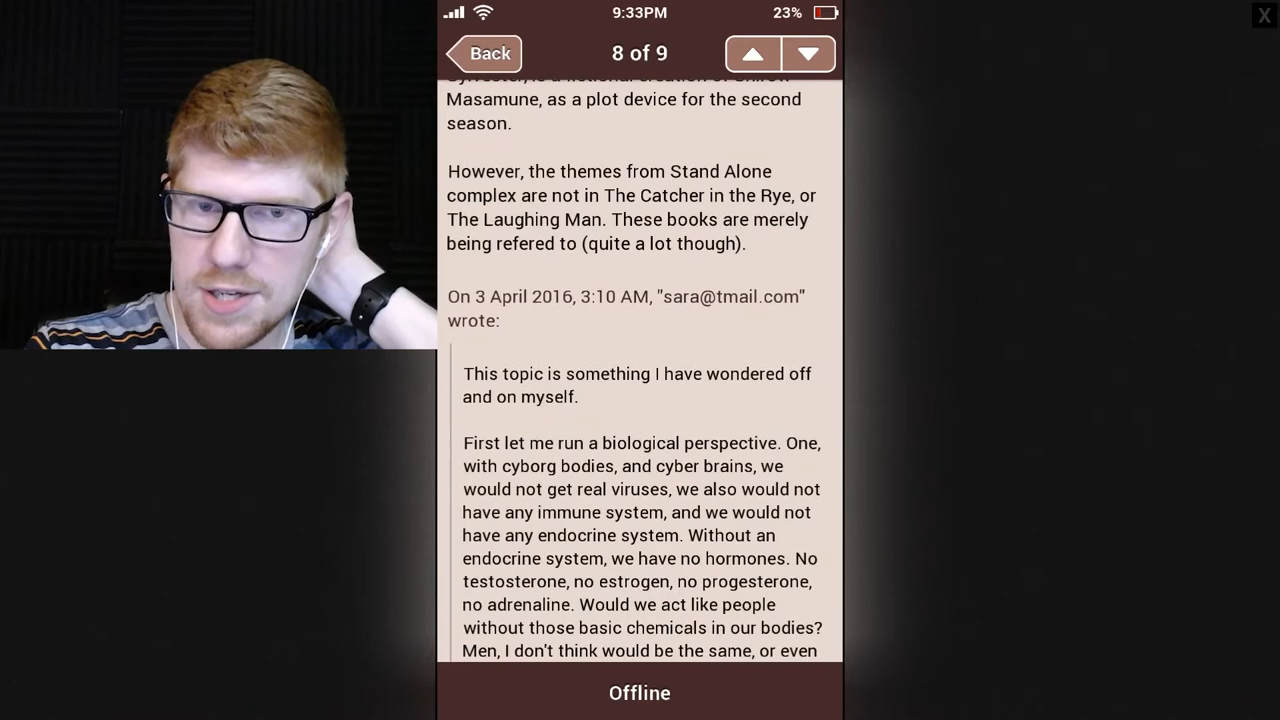 9:33PM
23%
X
Back
8 of 9
Masamune, as a plot device for the second
season.
However, the themes from Stand Alone
complex are not in The Catcher in the Rye, or
The Laughing Man. These books are merely
being refered to (quite a lot though).
On 3 April 2016, 3:10 AM, "sara@tmail.com"
wrote:
This topic is something I have wondered off
and on myself.
First let me run a biological perspective. One,
with cyborg bodies, and cyber brains, we
would not get real viruses, we also would not
have any immune system, and we would not
have any endocrine system. Without an
endocrine system, we have no hormones. No
testosterone, no estrogen, no progesterone,
no adrenaline. Would we act like people
without those basic chemicals in our bodies?
Men, I don't think would be the same, or even
Offline